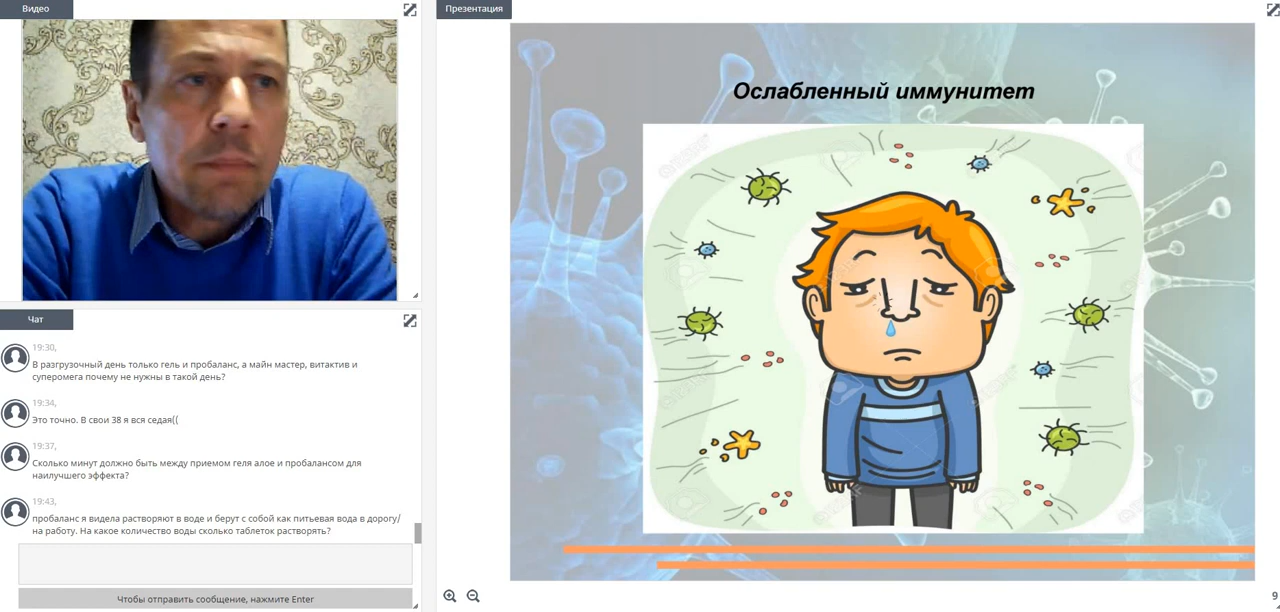 Видео
Презентация
Ослабленный иммунитет
Чат
19:30,
В разгрузочный день только гель и пробаланс, а майн мастер, витактив и
суперомега почему не нужны в такой день?
19:34,
Это точно. В свои 38 я вся седая((
19:37,
Сколько минут должно быть между приемом геля алое и пробалансом для
наилучшего эффекта?
19:43,
пробаланс я видела растворяют в воде и берут с собой как питьевая вода в дорогу/
на работу. На какое количество воды сколько таблеток растворять?
Чтобы отправить сообщение, нажмите Enter
9